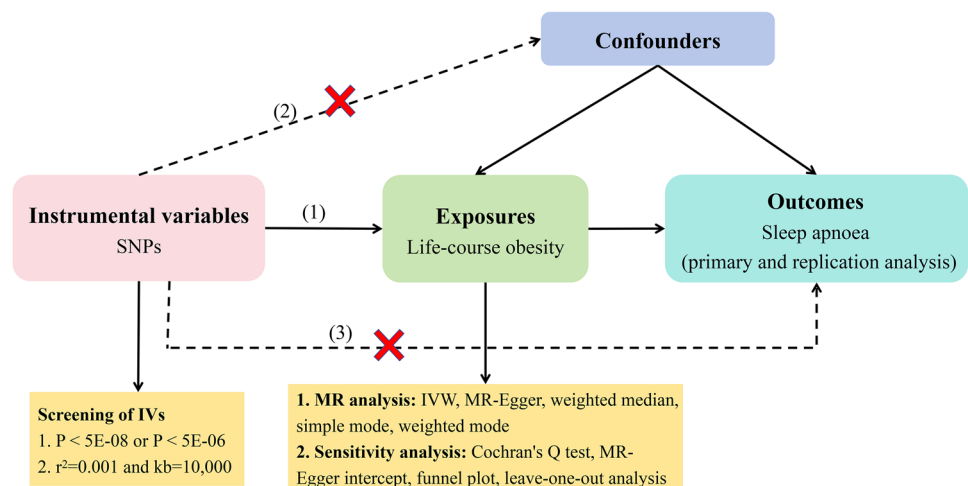 Confounders
(2)
Instrumental variables
SNPs
(1)
Exposures
Life-course obesity
Outcomes
Sleep apnoea
(primary and replication analysis)
(3)
Screening of IVs
1. P < 5E-08 or P < 5E-06
2. r²=0.001 and kb=10,000
1. MR analysis: IVW, MR-Egger, weighted median,
simple mode, weighted mode
2. Sensitivity analysis: Cochran's Q test, MR-
Egger intercept, funnel plot, leave-one-out analysis